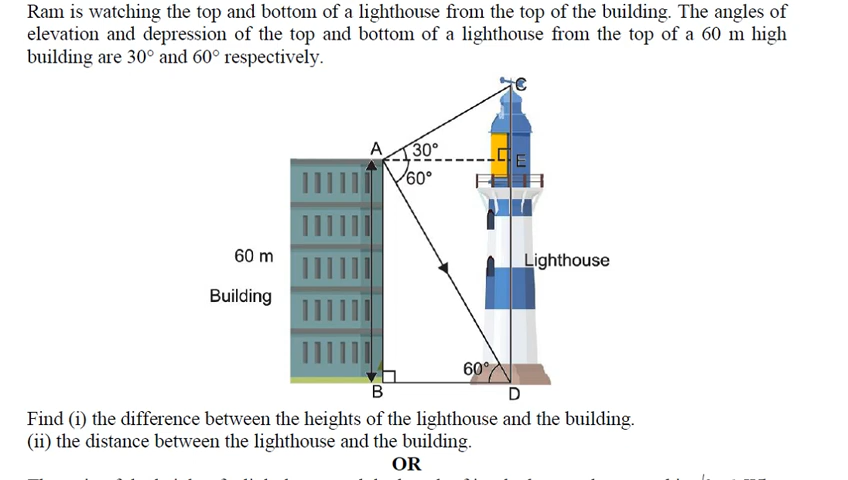 Ram is watching the top and bottom of a lighthouse from the top of the building. The angles of
elevation and depression of the top and bottom of a lighthouse from the top of a 60 m high
building are 30° and 60° respectively.
C
A
30°
E
60°
60 m
Lighthouse
Building
60°
B
D
Find (i) the difference between the heights of the lighthouse and the building.
(ii) the distance between the lighthouse and the building.
OR